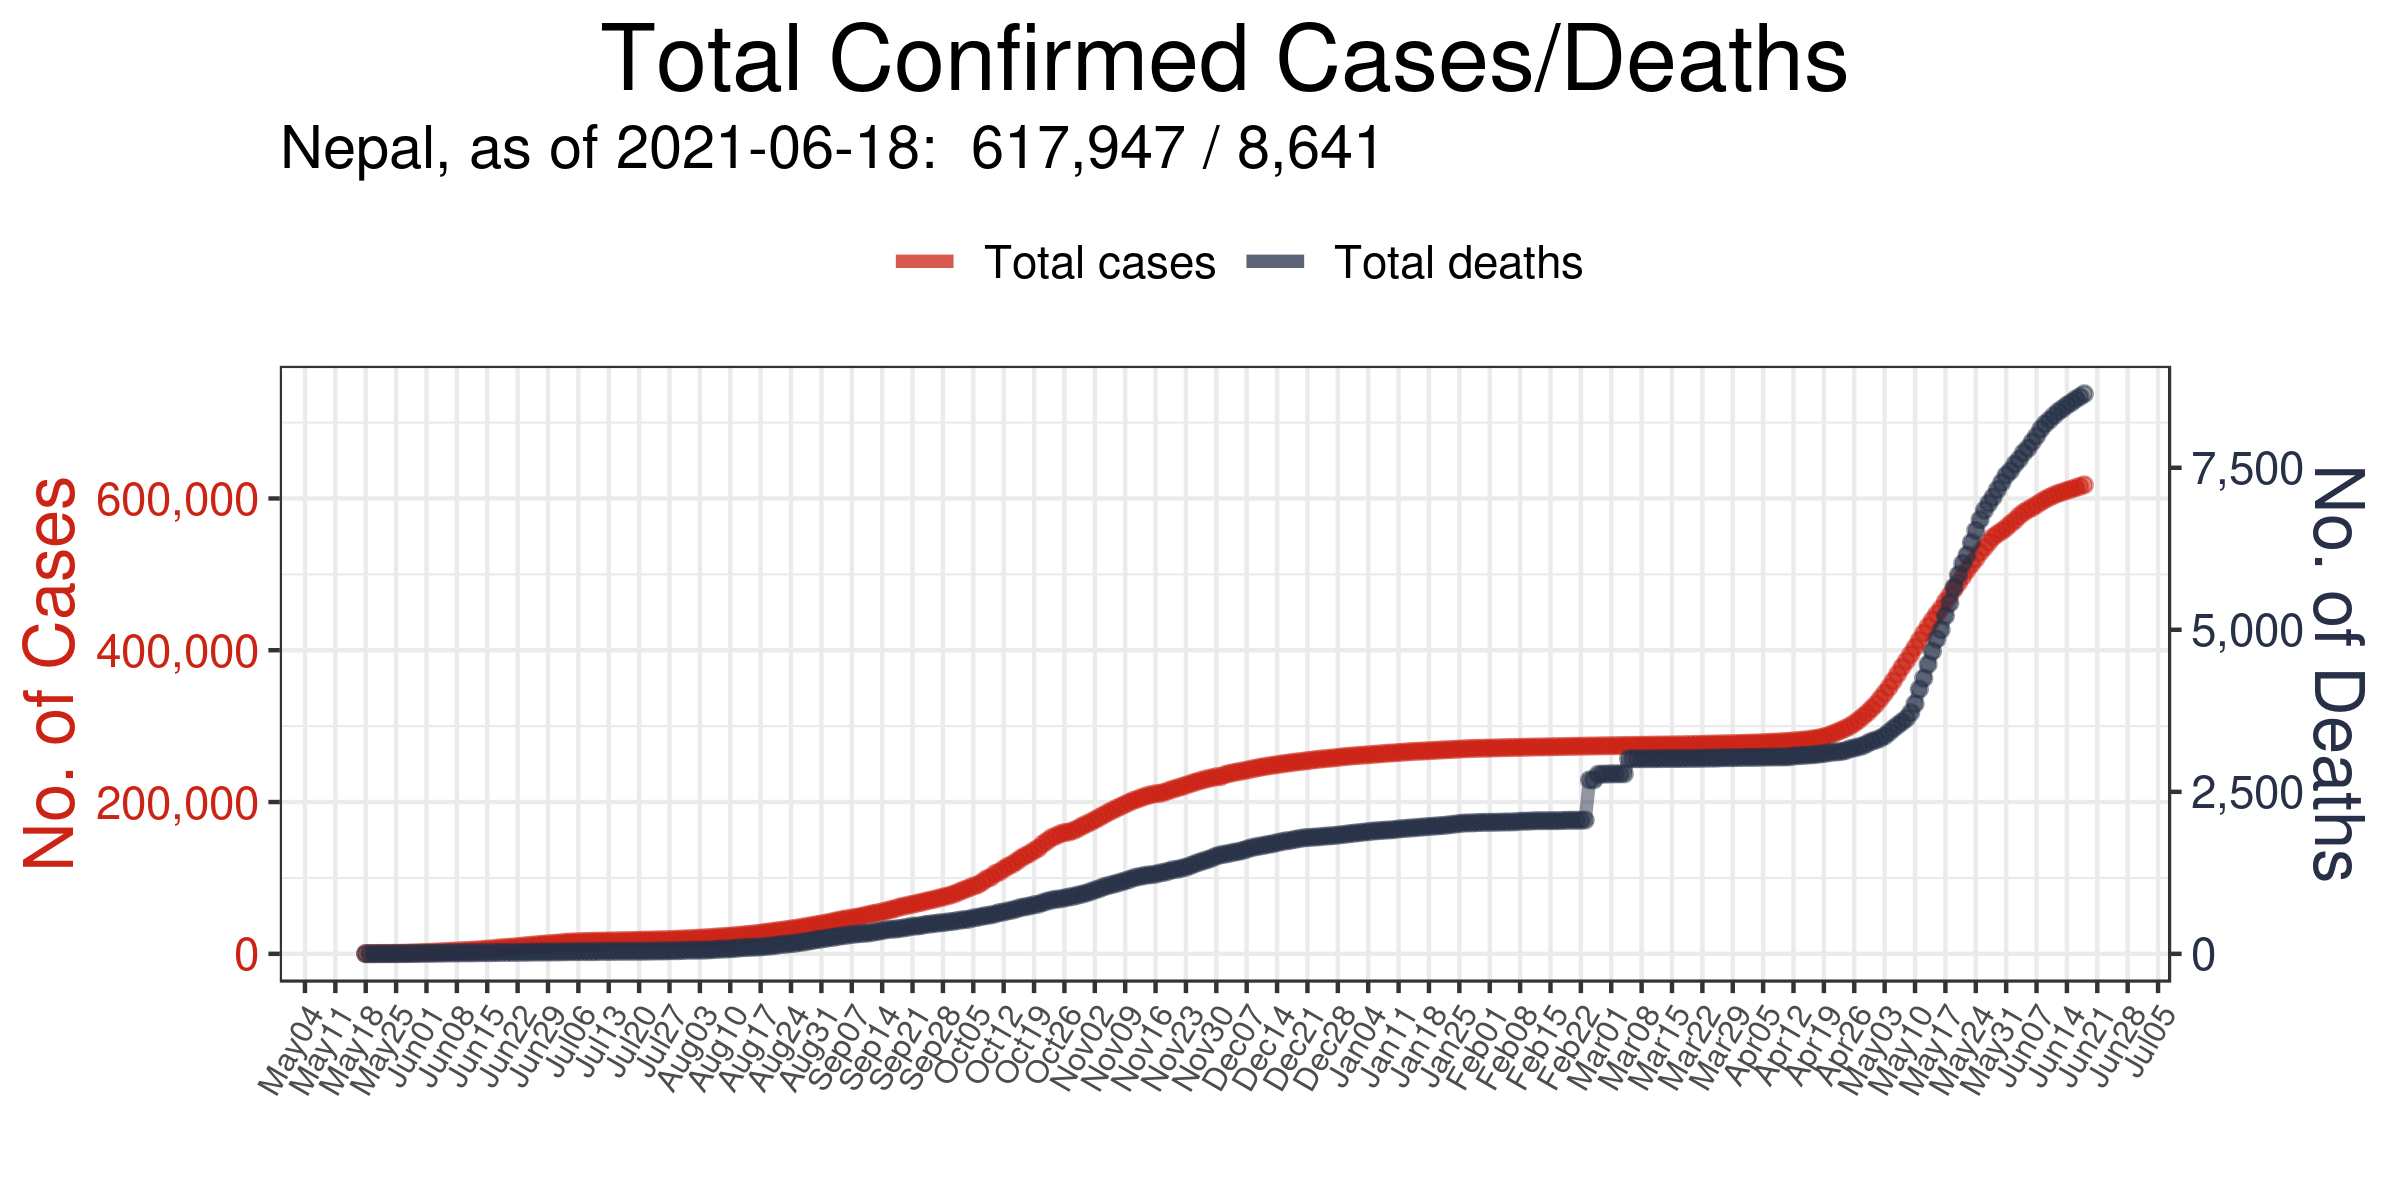 Total Confirmed Cases/Deaths
Nepal, as of 2021-06-18:  617,947 / 8,641
Total cases
Total deaths
No. of Cases
600,000
400,000
200,000
0
7,500
5,000
2,500
0
No. of Deaths
May04
May11
May18
May25
Jun01
Jun08
Jun15
Jun22
Jun29
Jul06
Jul13
Jul20
Jul27
Aug03
Aug10
Aug17
Aug24
Aug31
Sep07
Sep14
Sep21
Sep28
Oct05
Oct12
Oct19
Oct26
Nov02
Nov09
Nov16
Nov23
Nov30
Dec07
Dec14
Dec21
Dec28
Jan04
Jan11
Jan18
Jan25
Feb01
Feb08
Feb15
Feb22
Mar01
Mar08
Mar15
Mar22
Mar29
Apr05
Apr12
Apr19
Apr26
May03
May10
May17
May24
May31
Jun07
Jun14
Jun21
Jun28
Jul05